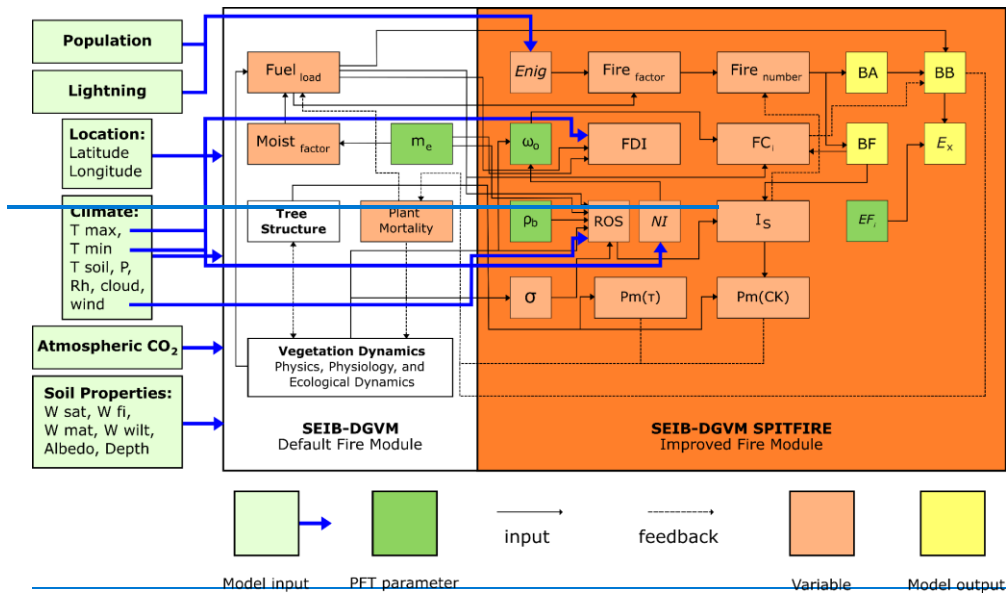 Population
Lightning
Location:
Latitude
Longitude
Climate:
T max,
T min
T soil, P,
Rh, cloud,
wind
Atmospheric CO₂
Soil Properties:
W sat, W fi,
W mat, W wilt,
Albedo, Depth
Fuel load
Moist factor
mₑ
Tree
Structure
Plant
Mortality
Vegetation Dynamics
Physics, Physiology, and
Ecological Dynamics
SEIB-DGVM
Default Fire Module
Enig
Fire factor
Fire number
BA
BB
ω₀
FDI
FCᵢ
BF
Eₓ
ρb
ROS
NI
I_S
EFᵢ
σ
Pm(τ)
Pm(CK)
SEIB-DGVM SPITFIRE
Improved Fire Module
input
feedback
Model input
PFT parameter
Variable
Model output